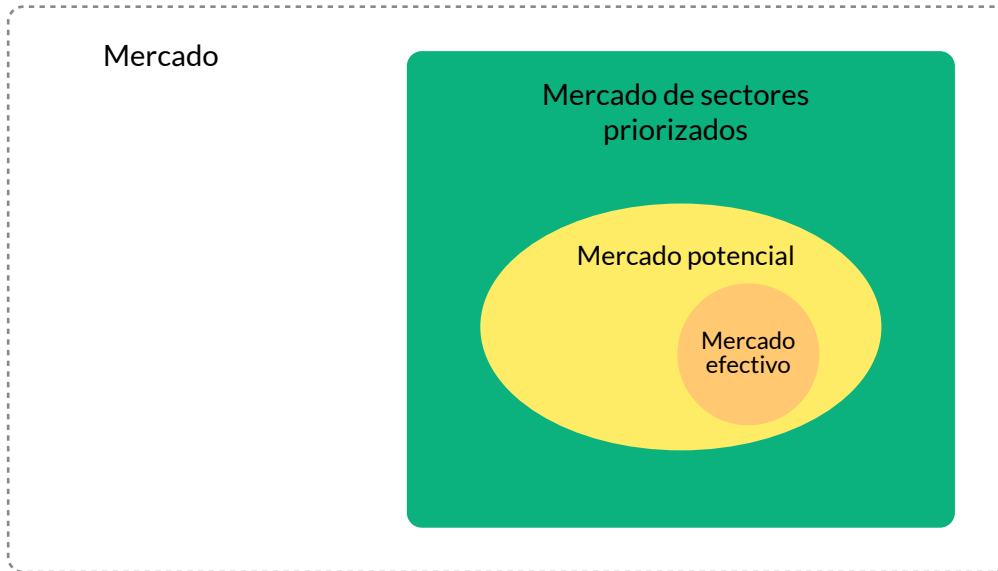 Mercado
Mercado de sectores
priorizados
Mercado potencial
Mercado
efectivo